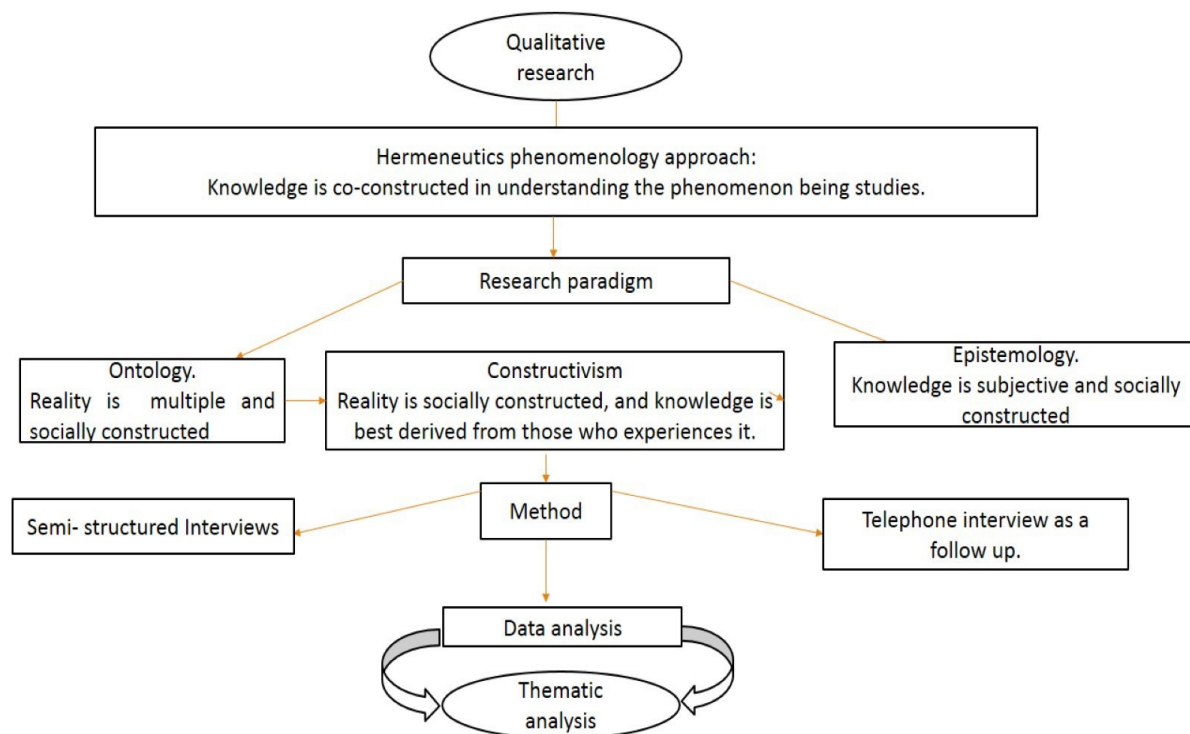 Qualitative
research
Hermeneutics phenomenology approach:
Knowledge is co-constructed in understanding the phenomenon being studies.
Research paradigm
Ontology.
Reality is multiple and
socially constructed
Constructivism
Reality is socially constructed, and knowledge is
best derived from those who experiences it.
Epistemology.
Knowledge is subjective and socially
constructed
Semi- structured Interviews
Method
Telephone interview as a
follow up.
Data analysis
Thematic
analysis